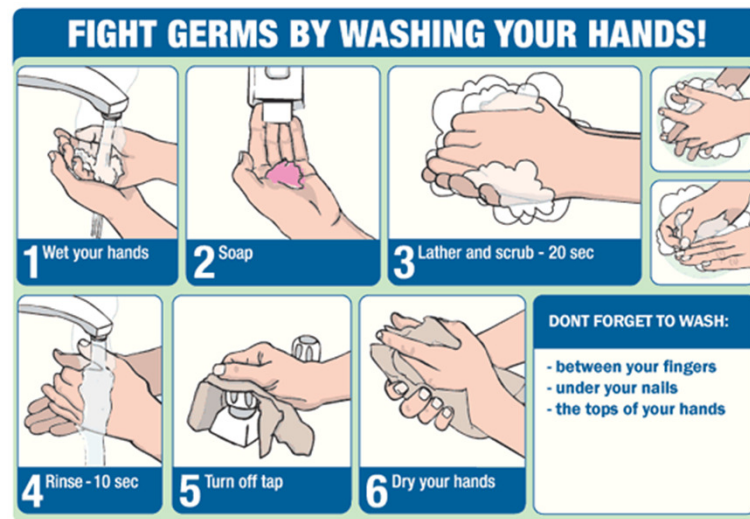 FIGHT GERMS BY WASHING YOUR HANDS!
1 Wet your hands
2 Soap
3 Lather and scrub - 20 sec
4 Rinse - 10 sec
5 Turn off tap
6 Dry your hands
DONT FORGET TO WASH:
- between your fingers
- under your nails
- the tops of your hands